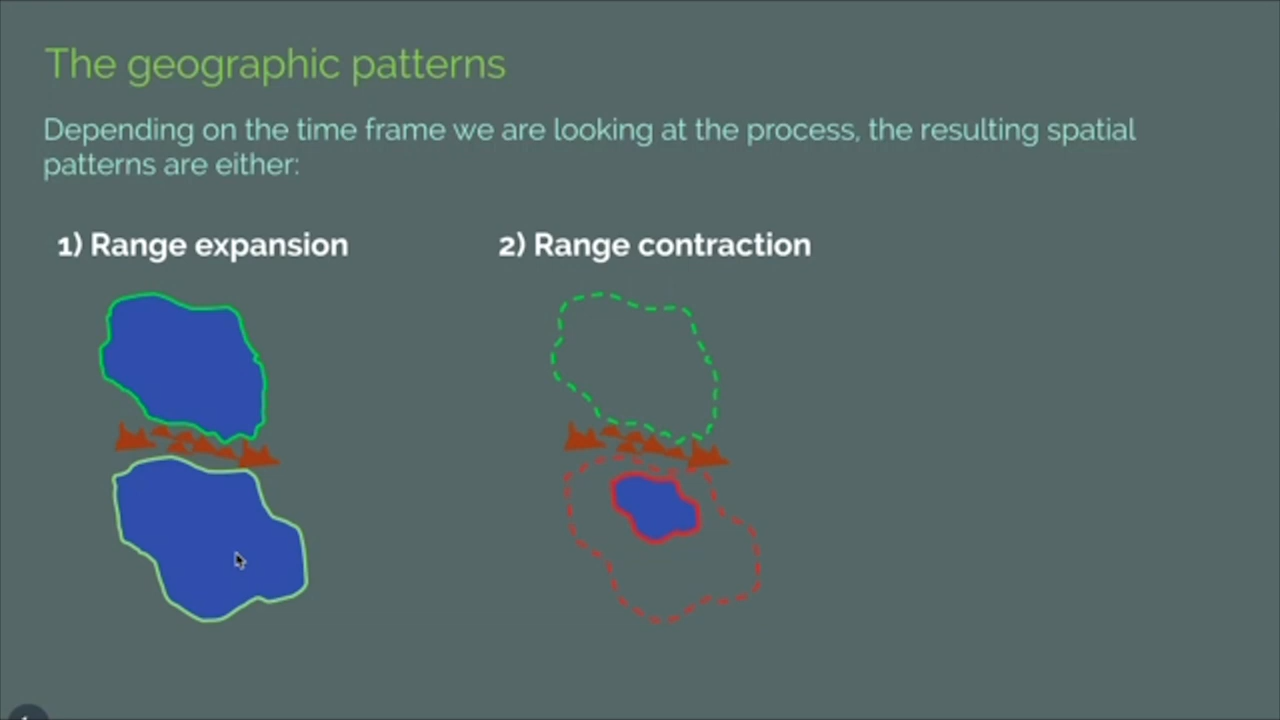 The geographic patterns
Depending on the time frame we are looking at the process, the resulting spatial
patterns are either:
1) Range expansion
2) Range contraction